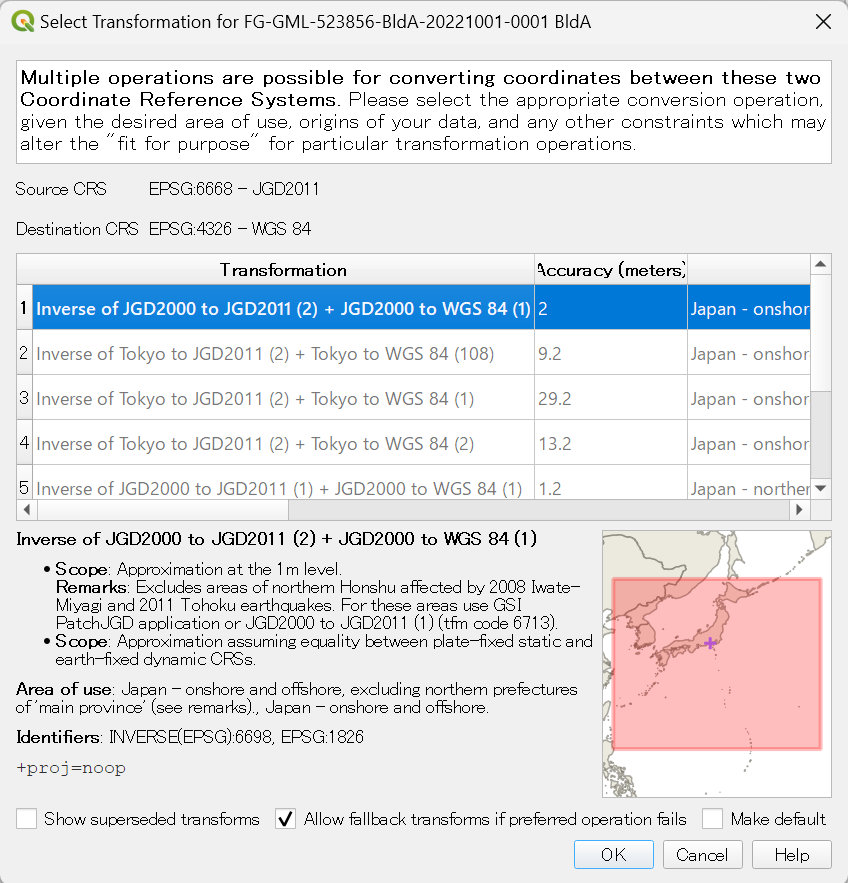 Select Transformation for FG-GML-523856-BldA-20221001-0001 BldA
Multiple operations are possible for converting coordinates between these two
Coordinate Reference Systems. Please select the appropriate conversion operation,
given the desired area of use, origins of your data, and any other constraints which may
alter the "fit for purpose" for particular transformation operations.
Source CRS EPSG:6668 – JGD2011
Destination CRS EPSG:4326 – WGS 84
Transformation Accuracy (meters)
1 Inverse of JGD2000 to JGD2011 (2) + JGD2000 to WGS 84 (1) 2 Japan - onshor
2 Inverse of Tokyo to JGD2011 (2) + Tokyo to WGS 84 (108) 9.2 Japan - onshor
3 Inverse of Tokyo to JGD2011 (2) + Tokyo to WGS 84 (1) 29.2 Japan - onshor
4 Inverse of Tokyo to JGD2011 (2) + Tokyo to WGS 84 (2) 13.2 Japan - onshor
5 Inverse of JGD2000 to JGD2011 (1) + JGD2000 to WGS 84 (1) 1.2 Japan - norther
Inverse of JGD2000 to JGD2011 (2) + JGD2000 to WGS 84 (1)
• Scope: Approximation at the 1m level.
Remarks: Excludes areas of northern Honshu affected by 2008 Iwate-
Miyagi and 2011 Tohoku earthquakes. For these areas use GSI
PatchJGD application or JGD2000 to JGD2011 (1) (tfm code 6713).
• Scope: Approximation assuming equality between plate-fixed static and
earth-fixed dynamic CRSs.
Area of use: Japan – onshore and offshore, excluding northern prefectures
of 'main province' (see remarks)., Japan – onshore and offshore.
Identifiers: INVERSE(EPSG):6698, EPSG:1826
+proj=noop
Show superseded transforms Allow fallback transforms if preferred operation fails Make default
OK Cancel Help